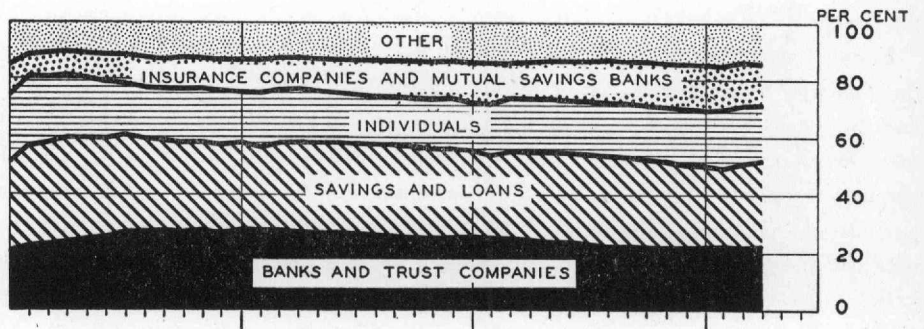 PER CENT
100
OTHER
INSURANCE COMPANIES AND MUTUAL SAVINGS BANKS
80
INDIVIDUALS
60
SAVINGS AND LOANS
40
20
BANKS AND TRUST COMPANIES
0